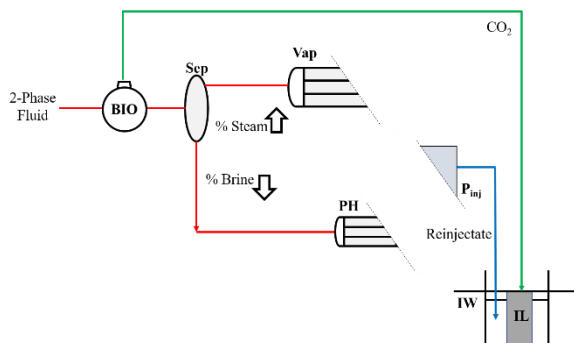 CO2
Vap
Sep
2-Phase
Fluid
BIO
% Steam
% Brine
Pinj
PH
Reinjectate
IW
IL